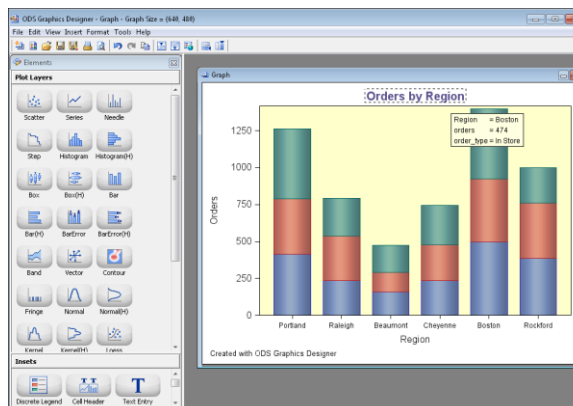 ODS Graphics Designer - Graph - Graph Size = (640, 480)
File Edit View Insert Format Tools Help
Elements
Plot Layers
Scatter Series Needle
Step Histogram Histogram(H)
Box Box(H) Bar
Bar(H) BarError BarError(H)
Band Vector Contour
Fringe Normal Normal(H)
Kernel Kernel(H) Loess
Insets
Discrete Legend Cell Header Text Entry
Graph
Orders by Region
Region = Boston
orders = 474
order_type = In Store
Orders
1250
1000
750
500
250
0
Portland Raleigh Beaumont Cheyenne Boston Rockford
Region
Created with ODS Graphics Designer